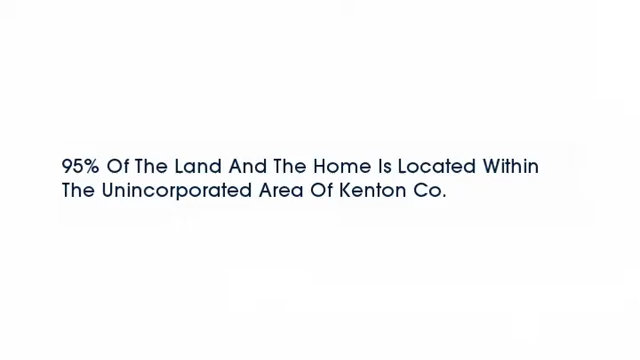 95% Of The Land And The Home Is Located Within
The Unincorporated Area Of Kenton Co.